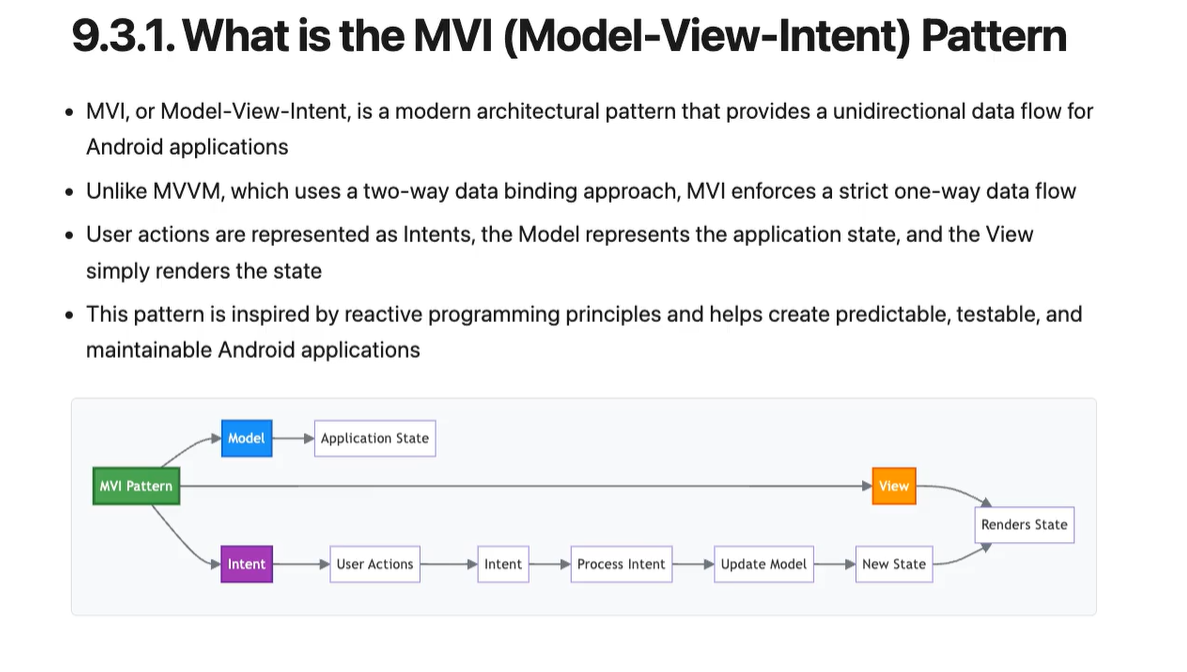 9.3.1. What is the MVI (Model-View-Intent) Pattern
• MVI, or Model-View-Intent, is a modern architectural pattern that provides a unidirectional data flow for
Android applications
• Unlike MVVM, which uses a two-way data binding approach, MVI enforces a strict one-way data flow
• User actions are represented as Intents, the Model represents the application state, and the View
simply renders the state
• This pattern is inspired by reactive programming principles and helps create predictable, testable, and
maintainable Android applications
Model
Application State
MVI Pattern
View
Renders State
Intent
User Actions
Intent
Process Intent
Update Model
New State